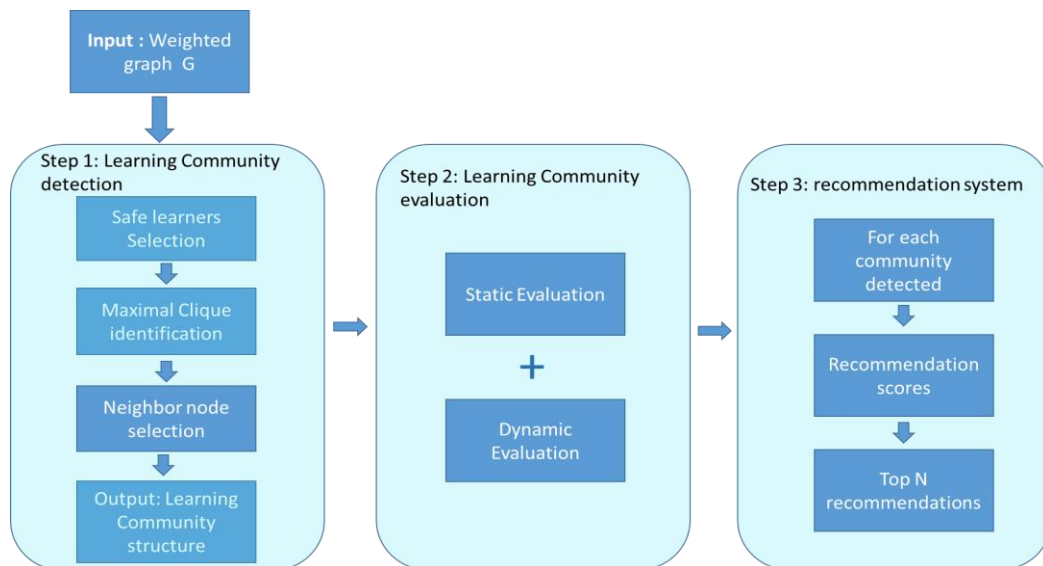 Input : Weighted
graph G
Step 1: Learning Community
detection
Safe learners
Selection
Maximal Clique
identification
Neighbor node
selection
Output: Learning
Community
structure
Step 2: Learning Community
evaluation
Static Evaluation
+
Dynamic
Evaluation
Step 3: recommendation system
For each
community
detected
Recommendation
scores
Top N
recommendations